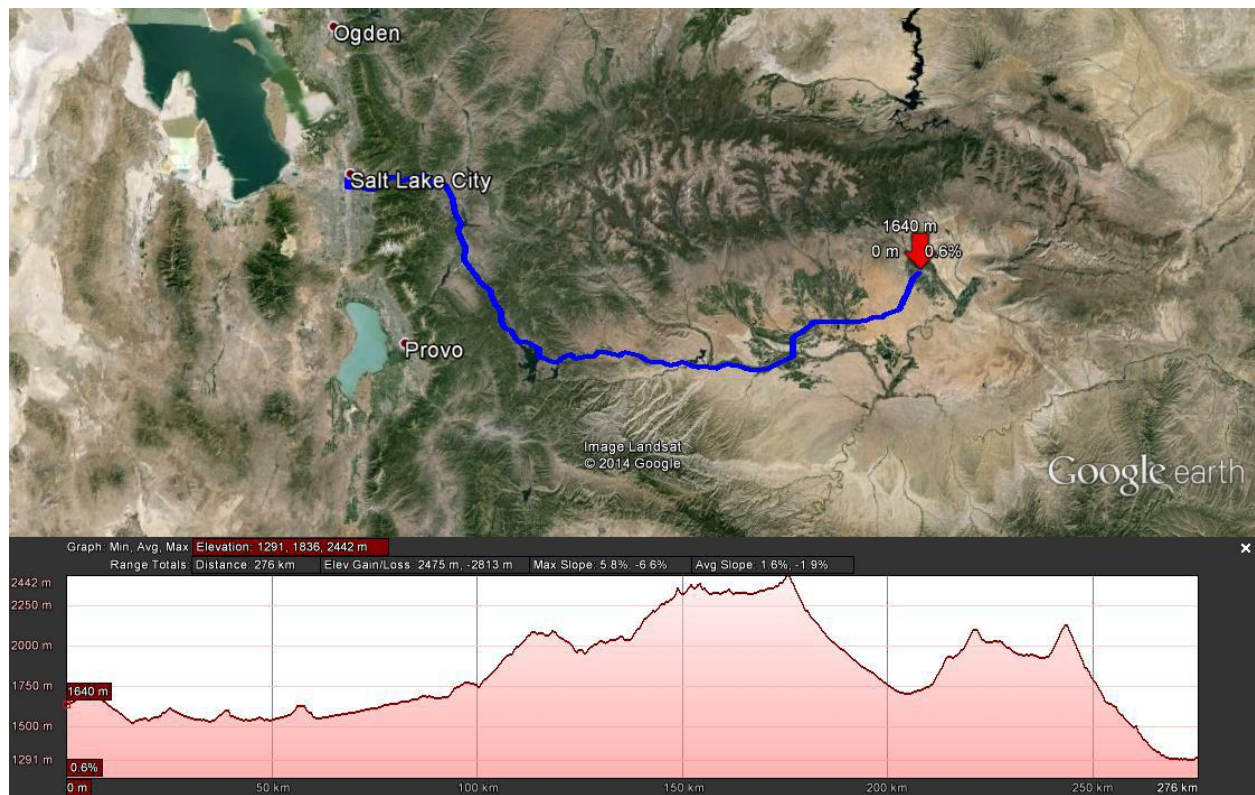 Ogden
Salt Lake City
1640 m
0 m 0.6%
Provo
Image Landsat
© 2014 Google
Google earth
Graph: Min, Avg, Max Elevation: 1291, 1836, 2442 m
Range Totals: Distance: 276 km Elev Gain/Loss: 2475 m, -2813 m Max Slope: 5.8%, -6.6% Avg Slope: 1.6%, -1.9%
2442 m
2250 m
2000 m
1750 m
1640 m
1500 m
1291 m
0.6%
0 m 50 km 100 km 150 km 200 km 250 km 276 km